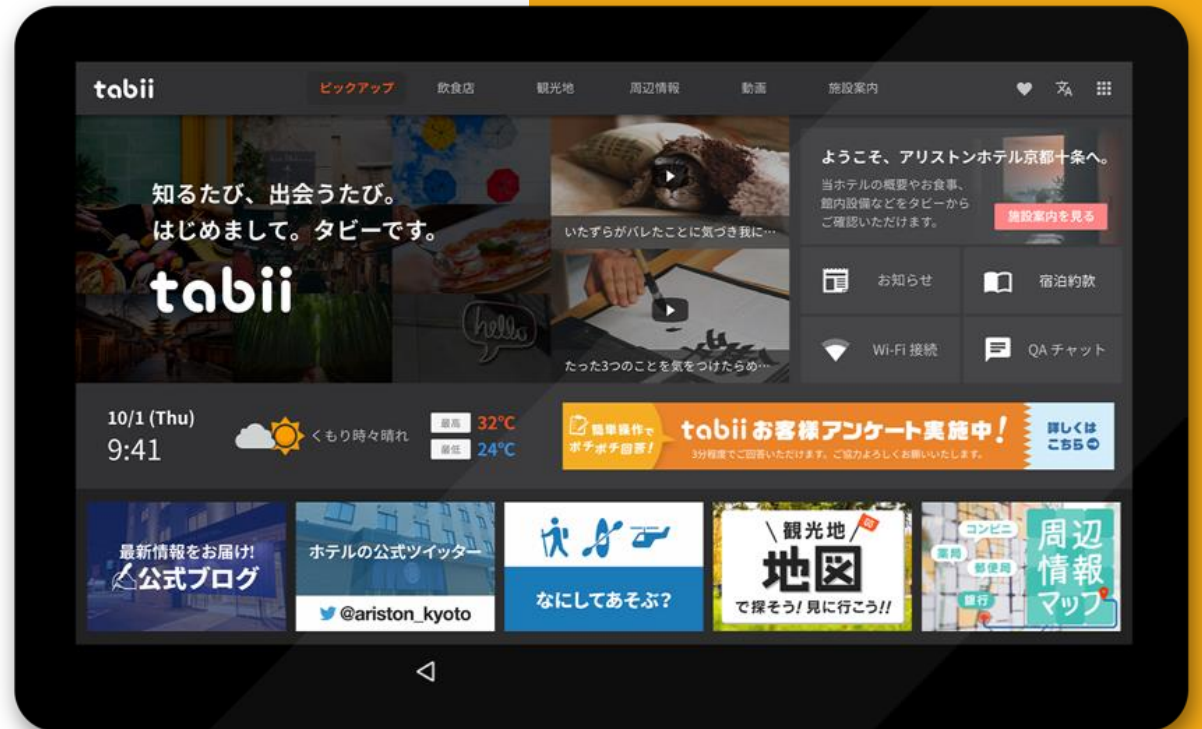 tabii
ピックアップ
飲食店
観光地
周辺情報
動画
施設案内
知るたび、出会うたび。
はじめまして。タビーです。
tabii
hello
いたずらがバレたことに気づき我に…
たった3つのことを気をつけたらめ…
ようこそ、アリストンホテル京都十条へ。
当ホテルの概要やお食事、
館内設備などをタビーから
ご確認いただけます。
施設案内を見る
お知らせ
宿泊約款
Wi-Fi 接続
QA チャット
10/1 (Thu)
9:41
くもり時々晴れ
最高 32°C
最低 24°C
簡単操作で
ポチポチ回答!
tabii お客様アンケート実施中!
3分程度でご回答いただけます。ご協力よろしくお願いいたします。
詳しくは
こちら
最新情報をお届け!
公式ブログ
ホテルの公式ツイッター
@ariston_kyoto
なにしてあそぶ?
\ 観光地 /
GO
地図
で探そう! 見に行こう!!
コンビニ
薬局
郵便局
銀行
周辺
情報
マップ